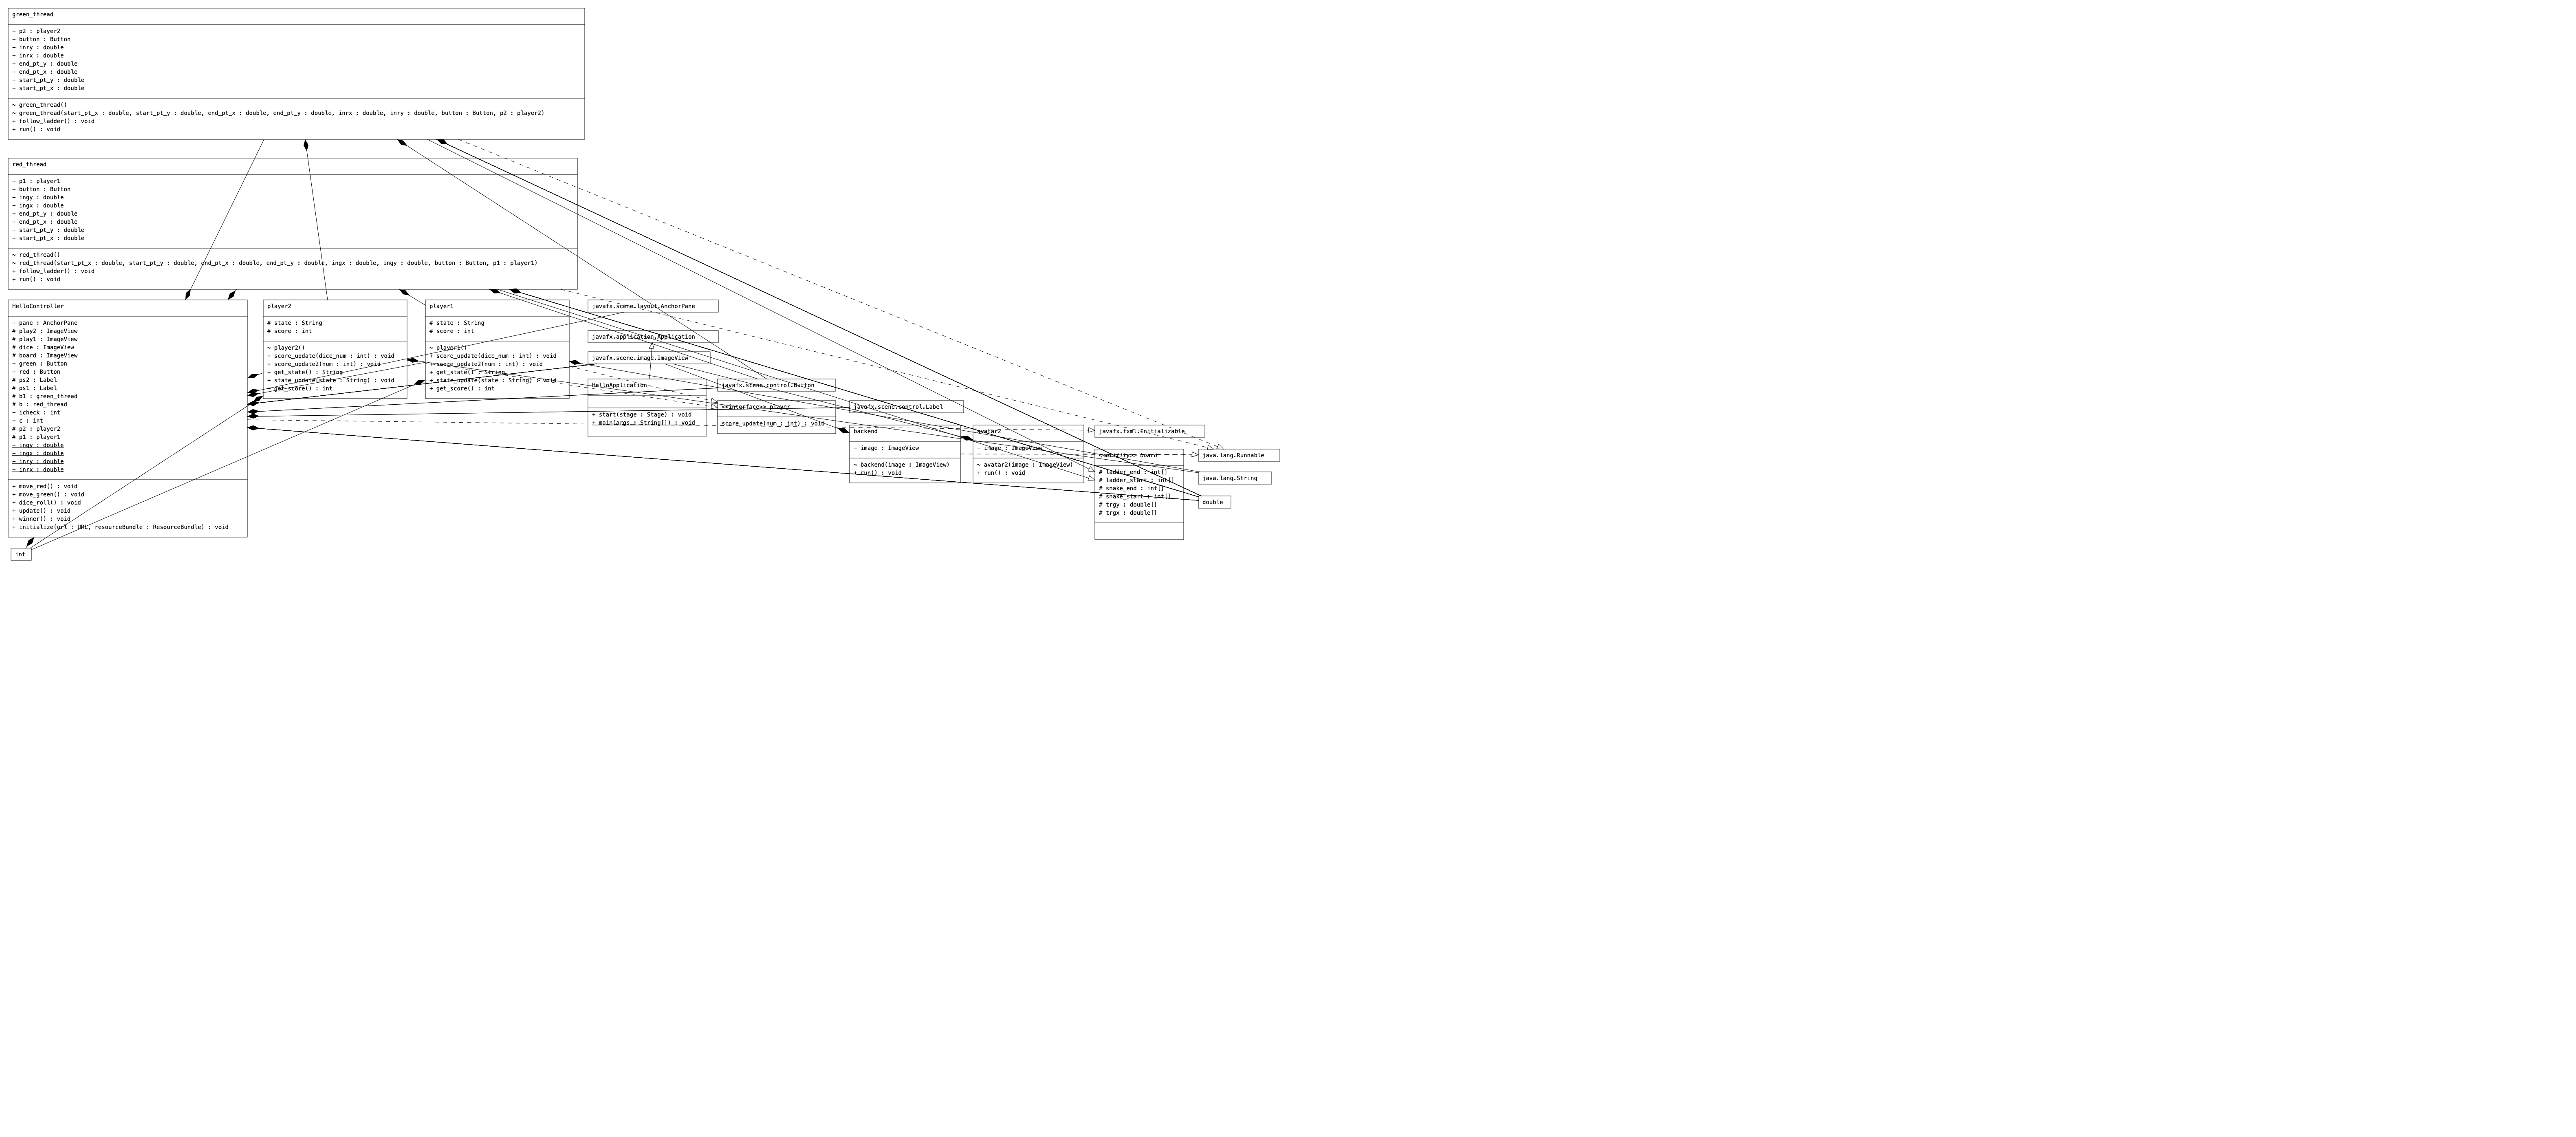 green_thread
− p2 : player2
− button : Button
− inry : double
− inrx : double
− end_pt_y : double
− end_pt_x : double
− start_pt_y : double
− start_pt_x : double
~ green_thread()
~ green_thread(start_pt_x : double, start_pt_y : double, end_pt_x : double, end_pt_y : double, inrx : double, inry : double, button : Button, p2 : player2)
+ follow_ladder() : void
+ run() : void
red_thread
− p1 : player1
− button : Button
− ingy : double
− ingx : double
− end_pt_y : double
− end_pt_x : double
− start_pt_y : double
− start_pt_x : double
~ red_thread()
~ red_thread(start_pt_x : double, start_pt_y : double, end_pt_x : double, end_pt_y : double, ingx : double, ingy : double, button : Button, p1 : player1)
+ follow_ladder() : void
+ run() : void
HelloController
− pane : AnchorPane
# play2 : ImageView
# play1 : ImageView
# dice : ImageView
# board : ImageView
− green : Button
− red : Button
# ps2 : Label
# ps1 : Label
# b1 : green_thread
# b : red_thread
− icheck : int
− c : int
# p2 : player2
# p1 : player1
− ingy : double
− ingx : double
− inry : double
− inrx : double
+ move_red() : void
+ move_green() : void
+ dice_roll() : void
+ update() : void
+ winner() : void
+ initialize(url : URL, resourceBundle : ResourceBundle) : void
int
player2
# state : String
# score : int
~ player2()
+ score_update(dice_num : int) : void
+ score_update2(num : int) : void
+ get_state() : String
+ state_update(state : String) : void
+ get_score() : int
player1
# state : String
# score : int
~ player1()
+ score_update(dice_num : int) : void
+ score_update2(num : int) : void
+ get_state() : String
+ state_update(state : String) : void
+ get_score() : int
javafx.scene.layout.AnchorPane
javafx.application.Application
javafx.scene.image.ImageView
HelloApplication
+ start(stage : Stage) : void
+ main(args : String[]) : void
javafx.scene.control.Button
<<interface>> player
score_update(num : int) : void
javafx.scene.control.Label
backend
− image : ImageView
~ backend(image : ImageView)
+ run() : void
avatar2
− image : ImageView
~ avatar2(image : ImageView)
+ run() : void
javafx.fxml.Initializable
<<utility>> board
# ladder_end : int[]
# ladder_start : int[]
# snake_end : int[]
# snake_start : int[]
# trgy : double[]
# trgx : double[]
java.lang.Runnable
java.lang.String
double